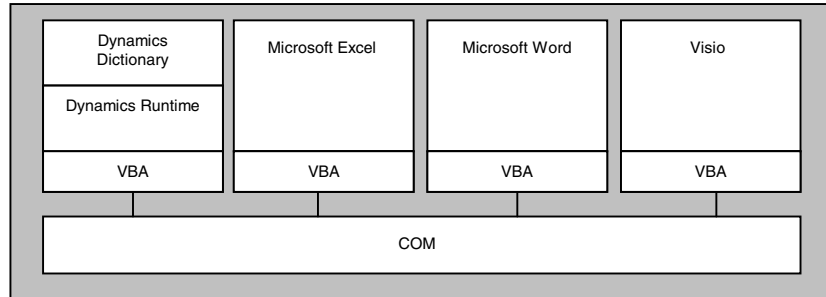 Dynamics
Dictionary
Dynamics Runtime
VBA
Microsoft Excel
VBA
Microsoft Word
VBA
Visio
VBA
COM